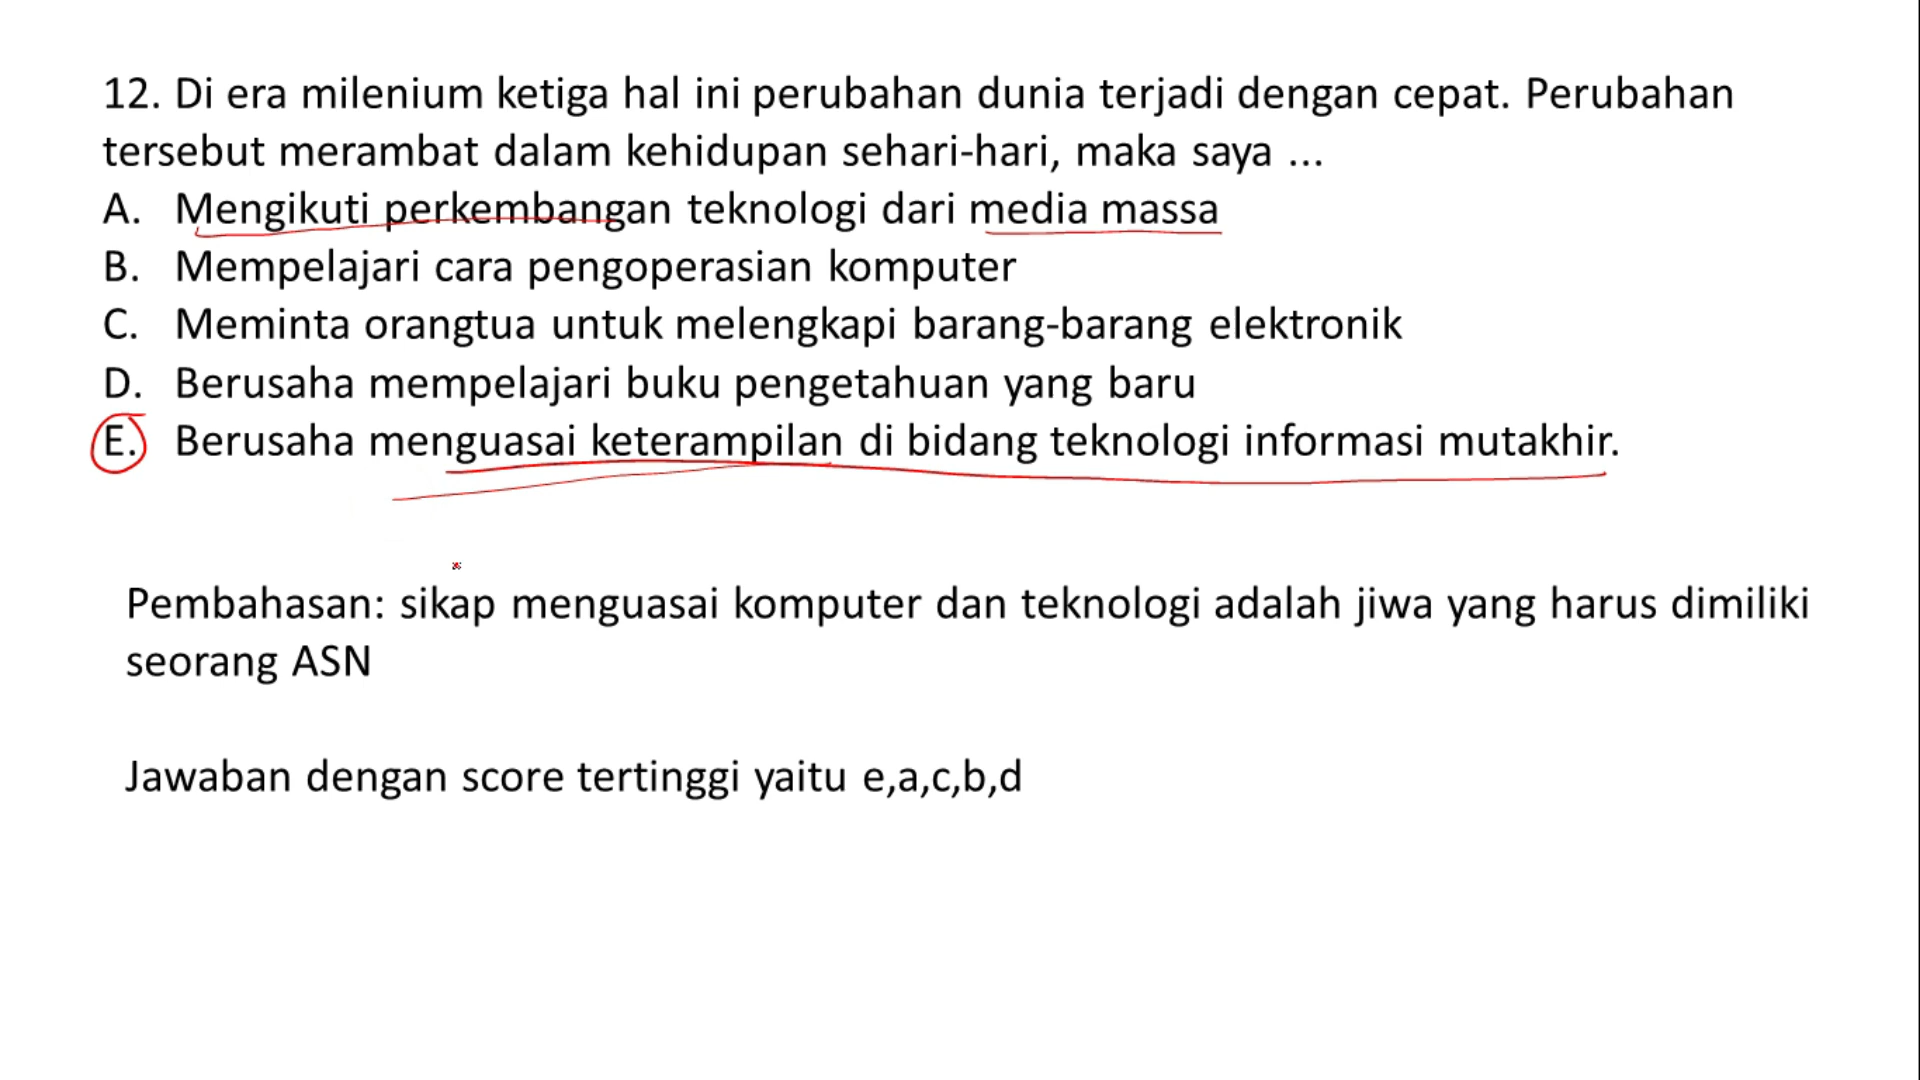 12. Di era milenium ketiga hal ini perubahan dunia terjadi dengan cepat. Perubahan
tersebut merambat dalam kehidupan sehari-hari, maka saya ...
A. Mengikuti perkembangan teknologi dari media massa
B. Mempelajari cara pengoperasian komputer
C. Meminta orangtua untuk melengkapi barang-barang elektronik
D. Berusaha mempelajari buku pengetahuan yang baru
E. Berusaha menguasai keterampilan di bidang teknologi informasi mutakhir.
Pembahasan: sikap menguasai komputer dan teknologi adalah jiwa yang harus dimiliki
seorang ASN
Jawaban dengan score tertinggi yaitu e,a,c,b,d